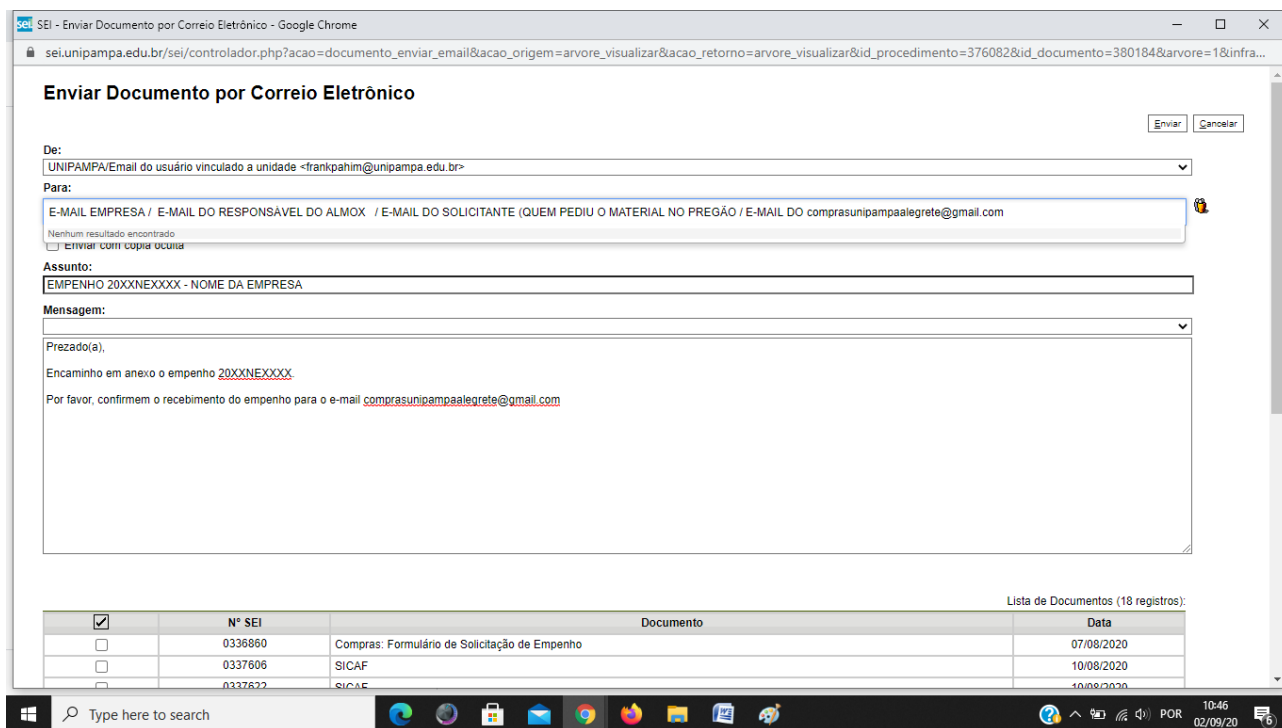 sei SEI - Enviar Documento por Correio Eletrônico - Google Chrome
sei.unipampa.edu.br/sei/controlador.php?acao=documento_enviar_email&acao_origem=arvore_visualizar&acao_retorno=arvore_visualizar&id_procedimento=376082&id_documento=380184&arvore=1&infra...
Enviar Documento por Correio Eletrônico
Enviar Cancelar
De:
UNIPAMPA/Email do usuário vinculado a unidade <frankpahim@unipampa.edu.br>
Para:
E-MAIL EMPRESA / E-MAIL DO RESPONSÁVEL DO ALMOX / E-MAIL DO SOLICITANTE (QUEM PEDIU O MATERIAL NO PREGÃO / E-MAIL DO comprasunipampaalegrete@gmail.com
Nenhum resultado encontrado
Enviar com cópia oculta
Assunto:
EMPENHO 20XXNEXXXX - NOME DA EMPRESA
Mensagem:
Prezado(a),
Encaminho em anexo o empenho 20XXNEXXXX.
Por favor, confirmem o recebimento do empenho para o e-mail comprasunipampaalegrete@gmail.com
Lista de Documentos (18 registros):
Nº SEI Documento Data
0336860 Compras: Formulário de Solicitação de Empenho 07/08/2020
0337606 SICAF 10/08/2020
0337622 SICAF 10/08/2020
Type here to search POR 10:46
02/09/20